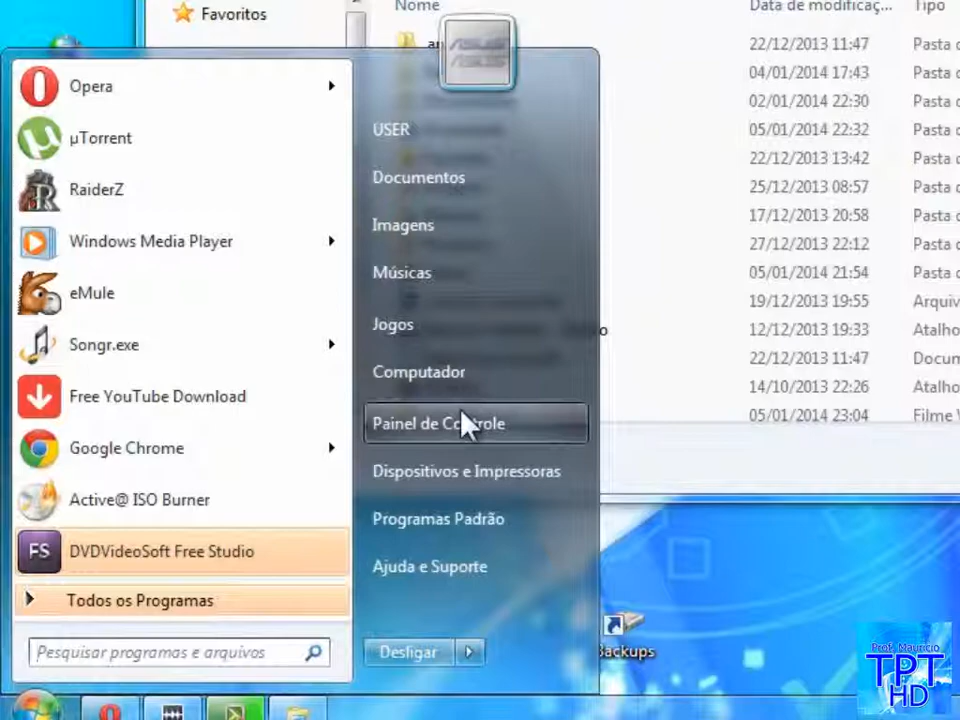 Favoritos
Nome
Data de modificaç...
Tipo
ASUS
Opera
µTorrent
RaiderZ
Windows Media Player
eMule
Songr.exe
Free YouTube Download
Google Chrome
Active@ ISO Burner
FS
DVDVideoSoft Free Studio
Todos os Programas
Pesquisar programas e arquivos
USER
Documentos
Imagens
Músicas
Jogos
Computador
Painel de Controle
Dispositivos e Impressoras
Programas Padrão
Ajuda e Suporte
Desligar
22/12/2013 11:47 Pasta
04/01/2014 17:43 Pasta
02/01/2014 22:30 Pasta
05/01/2014 22:32 Pasta
22/12/2013 13:42 Pasta
25/12/2013 08:57 Pasta
17/12/2013 20:58 Pasta
27/12/2013 22:12 Pasta
05/01/2014 21:54 Pasta
19/12/2013 19:55 Arquiv
12/12/2013 19:33 Atalho
22/12/2013 11:47 Docum
14/10/2013 22:26 Atalho
05/01/2014 23:04 Filme
Backups
Prof. Maurício
TPT
HD